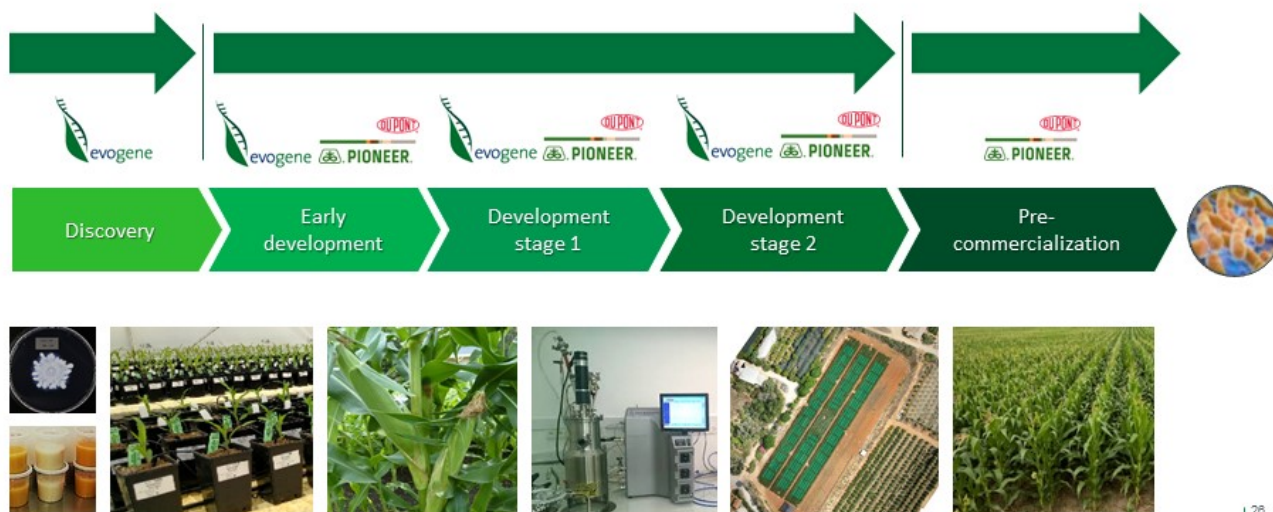 evogene
evogene
DUPONT
PIONEER.
evogene
DUPONT
PIONEER.
evogene
DUPONT
PIONEER.
DUPONT
PIONEER.
Discovery
Early
development
Development
stage 1
Development
stage 2
Pre-
commercialization
| 26